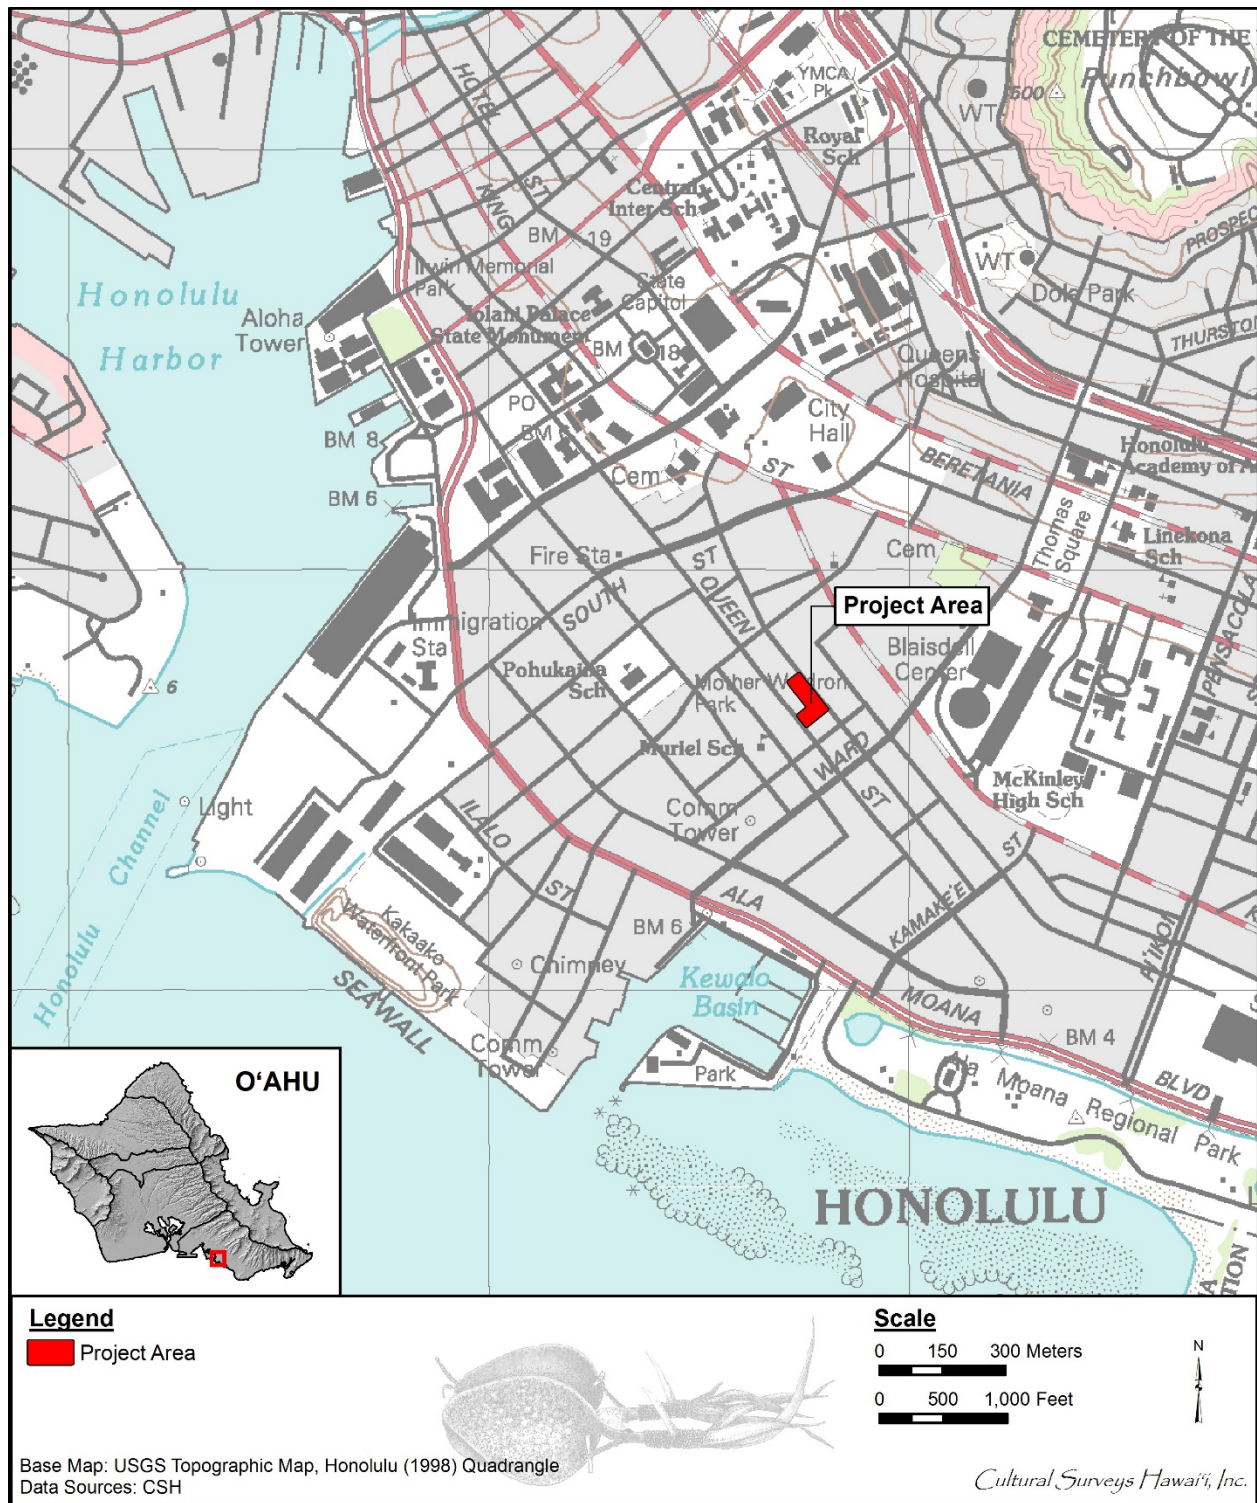 CEMETERY OF THE
Punchbowl
500
YMCA
Pk
WT
HOTEL
Royal
Sch
Central
Inter Sch
ST
KING
BM
19
PROSPEC
WT
Irwin Memorial
Park
State
Capitol
Dole Park
Honolulu
Harbor
Aloha
Tower
Iolani Palace
State Monument
BM
18
THURSTO
Queens
Hospital
PO
BM 6
City
Hall
BM 8
Honolulu
Academy of A
Cem
ST
BERETANIA
BM 6
Thomas
Square
Linekona
Sch
Fire Sta
ST
Cem
SOUTH
QUEEN
Project Area
PENSACOLA
Immigration
Sta
Blaisdell
Center
Pohukaina
Sch
6
Mother Waldron
Park
Muriel Sch
WARD
McKinley
High Sch
ST
Light
Comm
Tower
ILALO
ST
Channel
Honolulu
ST
ALA
KAMAKE'E
PI'IKOI
Kakaako
Waterfront Park
BM 6
Chimney
SEAWALL
Kewalo
Basin
MOANA
BM 4
Comm
Tower
Park
BLVD
Ala Moana Regional Park
HONOLULU
TION
O‘AHU
Legend
Project Area
Scale
0 150 300 Meters
0 500 1,000 Feet
N
Base Map: USGS Topographic Map, Honolulu (1998) Quadrangle
Data Sources: CSH
Cultural Surveys Hawai‘i, Inc.